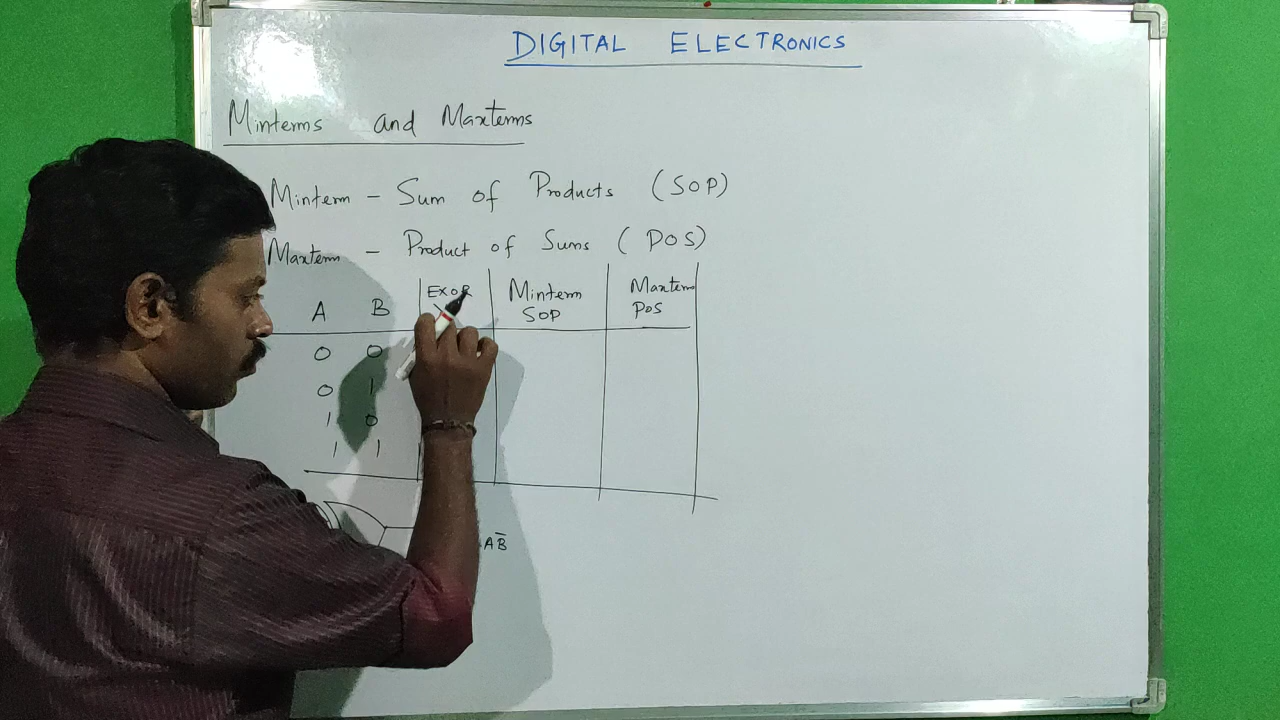 DIGITAL ELECTRONICS
Minterms and Maxterms
Minterm - Sum of Products (SOP)
Maxterm - Product of Sums (POS)
A B EXOR Minterm SOP Maxterm POS
0 0
0 1
1 0
1 1
AB̅